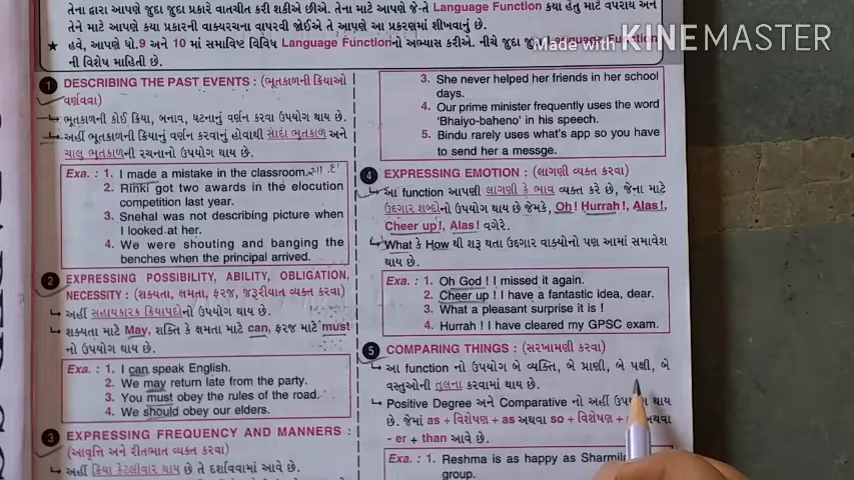 તેના દ્વારા આપણે જુદા જુદા પ્રકારે વાતચીત કરી શકીએ છીએ. તેના માટે આપણે જે-તે Language Function કયા હેતુ માટે વપરાય અને
તેને માટે આપણે કયા પ્રકારની વાક્યરચના વાપરવી જોઈએ તે આપણે આ પ્રકરણમાં શીખવાનું છે.
★ હવે, આપણે ધો.9 અને 10 માં સમાવિષ્ટ વિવિધ Language Functionનો અભ્યાસ કરીએ. નીચે જુદા જુદા Language Function
ની વિશેષ માહિતી છે.
Made with KINEMASTER
1 DESCRIBING THE PAST EVENTS : (ભૂતકાળની ક્રિયાઓ
વર્ણવવા)
ભૂતકાળની કોઈ ક્રિયા, બનાવ, ઘટનાનું વર્ણન કરવા ઉપયોગ થાય છે.
અહીં ભૂતકાળની ક્રિયાનું વર્ણન કરવાનું હોવાથી સાદા ભૂતકાળ અને
ચાલુ ભૂતકાળની રચનાનો ઉપયોગ થાય છે.
Exa. : 1. I made a mistake in the classroom.
2. Rinki got two awards in the elocution
competition last year.
3. Snehal was not describing picture when
I looked at her.
4. We were shouting and banging the
benches when the principal arrived.
2 EXPRESSING POSSIBILITY, ABILITY, OBLIGATION,
NECESSITY : (શક્યતા, ક્ષમતા, ફરજ, જરૂરીયાત વ્યક્ત કરવા)
અહીં સહાયકારક ક્રિયાપદોનો ઉપયોગ થાય છે.
શક્યતા માટે May, શક્તિ કે ક્ષમતા માટે can, ફરજ માટે must
નો ઉપયોગ થાય છે.
Exa. : 1. I can speak English.
2. We may return late from the party.
3. You must obey the rules of the road.
4. We should obey our elders.
3 EXPRESSING FREQUENCY AND MANNERS :
(આવૃત્તિ અને રીતભાત વ્યક્ત કરવા)
અહીં ક્રિયા કેટલીવાર થાય છે તે દર્શાવવામાં આવે છે.
3. She never helped her friends in her school
days.
4. Our prime minister frequently uses the word
'Bhaiyo-baheno' in his speech.
5. Bindu rarely uses what's app so you have
to send her a messge.
4 EXPRESSING EMOTION : (લાગણી વ્યક્ત કરવા)
આ function આપણી લાગણી કે ભાવ વ્યક્ત કરે છે, જેના માટે
ઉદગાર શબ્દોનો ઉપયોગ થાય છે જેમકે, Oh! Hurrah!, Alas!,
Cheer up!, Alas! વગેરે.
What કે How થી શરૂ થતા ઉદગાર વાક્યોનો પણ આમાં સમાવેશ
થાય છે.
Exa : 1. Oh God ! I missed it again.
2. Cheer up ! I have a fantastic idea, dear.
3. What a pleasant surprise it is !
4. Hurrah ! I have cleared my GPSC exam.
5 COMPARING THINGS : (સરખામણી કરવા)
આ function નો ઉપયોગ બે વ્યક્તિ, બે પ્રાણી, બે પક્ષી, બે
વસ્તુઓની તુલના કરવામાં થાય છે.
Positive Degree અને Comparative નો અહીં ઉપયોગ થાય
છે. જેમાં as + વિશેષણ + as અથવા so + વિશેષણ + અથવા
- er + than આવે છે.
Exa. : 1. Reshma is as happy as Sharmila
group.